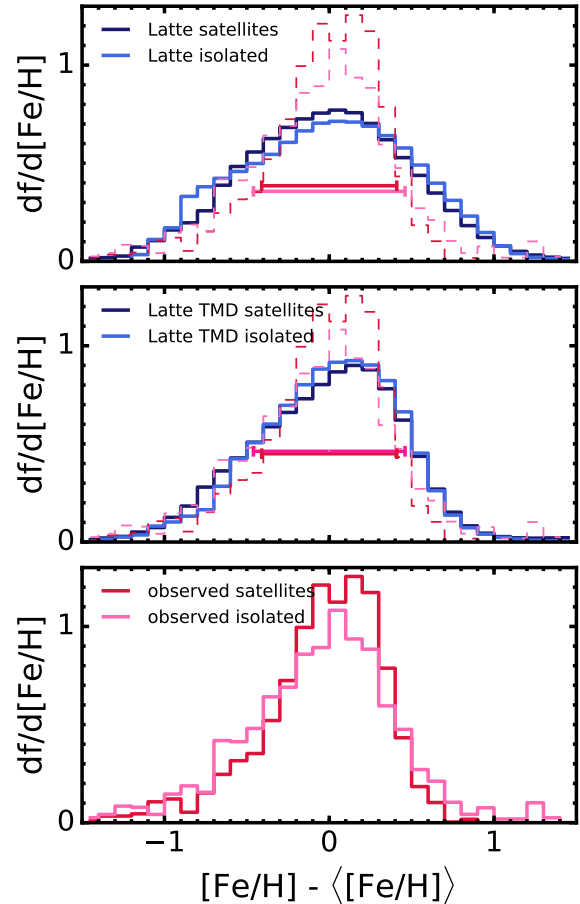 Latte satellites
Latte isolated
1
0
df/d[Fe/H]
Latte TMD satellites
Latte TMD isolated
1
0
df/d[Fe/H]
observed satellites
observed isolated
1
0
df/d[Fe/H]
−1 0 1
[Fe/H] - ⟨[Fe/H]⟩